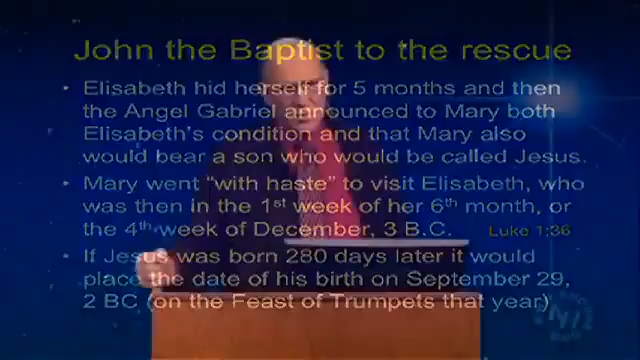 John the Baptist to the rescue
• Elisabeth hid herself for 5 months and then
the Angel Gabriel announced to Mary both
Elisabeth's condition and that Mary also
would bear a son who would be called Jesus.
• Mary went "with haste" to visit Elisabeth, who
was then in the 1st week of her 6th month, or
the 4th week of December, 3 B.C. Luke 1:36
• If Jesus was born 280 days later it would
place the date of his birth on September 29,
2 BC (on the Feast of Trumpets that year)